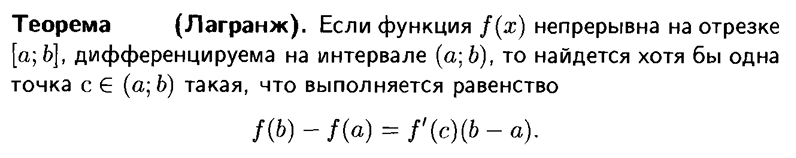 Теорема (Лагранж). Если функция f(x) непрерывна на отрезке
[a; b], дифференцируема на интервале (a; b), то найдется хотя бы одна
точка c ∈ (a; b) такая, что выполняется равенство
f(b) − f(a) = f′(c)(b − a).